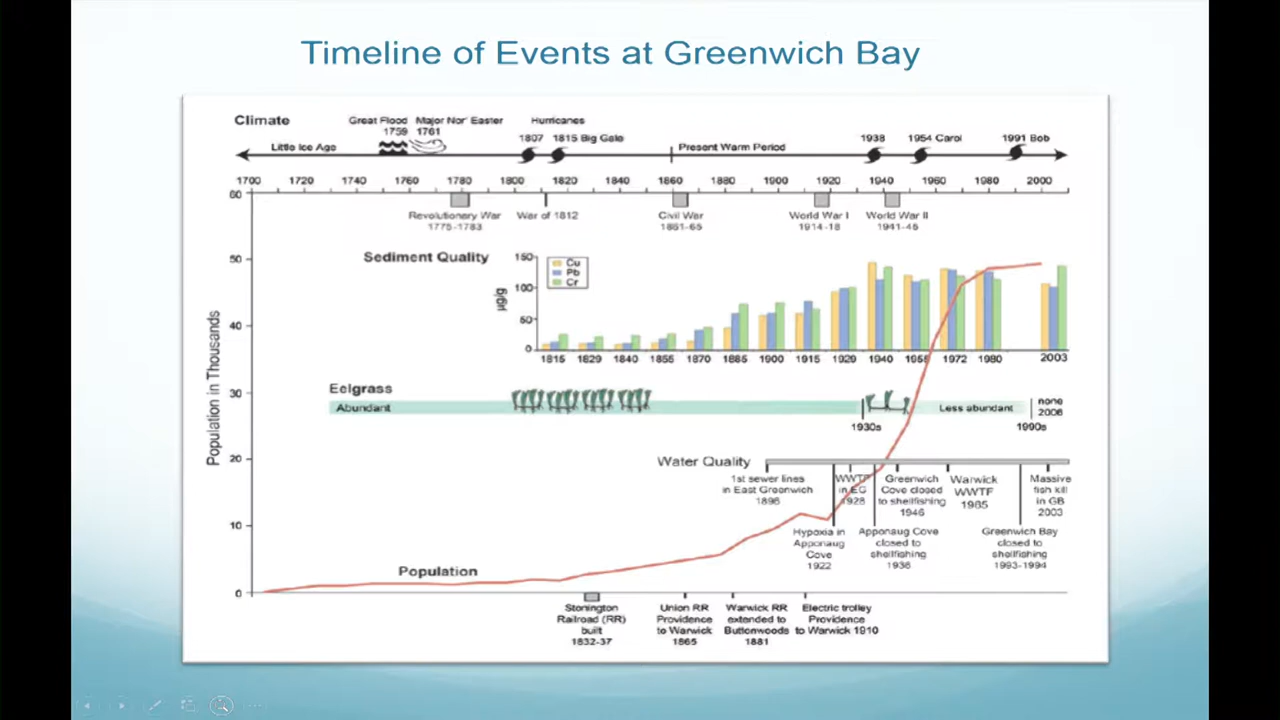 Timeline of Events at Greenwich Bay
Climate
Great Flood
1759
Major Nor' Easter
1761
Hurricanes
1807
1815 Big Gale
1938
1954 Carol
1991 Bob
Little Ice Age
Present Warm Period
1700 1720 1740 1760 1780 1800 1820 1840 1860 1880 1900 1920 1940 1960 1980 2000
Revolutionary War
1775-1783
War of 1812
Civil War
1861-65
World War I
1914-18
World War II
1941-45
Population in Thousands
60
50
40
30
20
10
0
Sediment Quality
µg/g
150
100
50
0
Cu
Pb
Cr
1815 1829 1840 1855 1870 1885 1900 1915 1929 1940 1972 1980 2003
Eelgrass
Abundant
1930s
Less abundant
1990s
none
2006
Water Quality
1st sewer lines
in East Greenwich
1896
Hypoxia in
Apponaug
Cove
1922
WWTF
in EG
1928
Apponaug Cove
closed to
shellfishing
1936
Greenwich
Cove closed
to shellfishing
1946
Warwick
WWTF
1965
Greenwich Bay
closed to
shellfishing
1993-1994
Massive
fish kill
in GB
2003
Population
Stonington
Railroad (RR)
built
1832-37
Union RR
Providence
to Warwick
1865
Warwick RR
extended to
Buttonwoods
1881
Electric trolley
Providence
to Warwick 1910